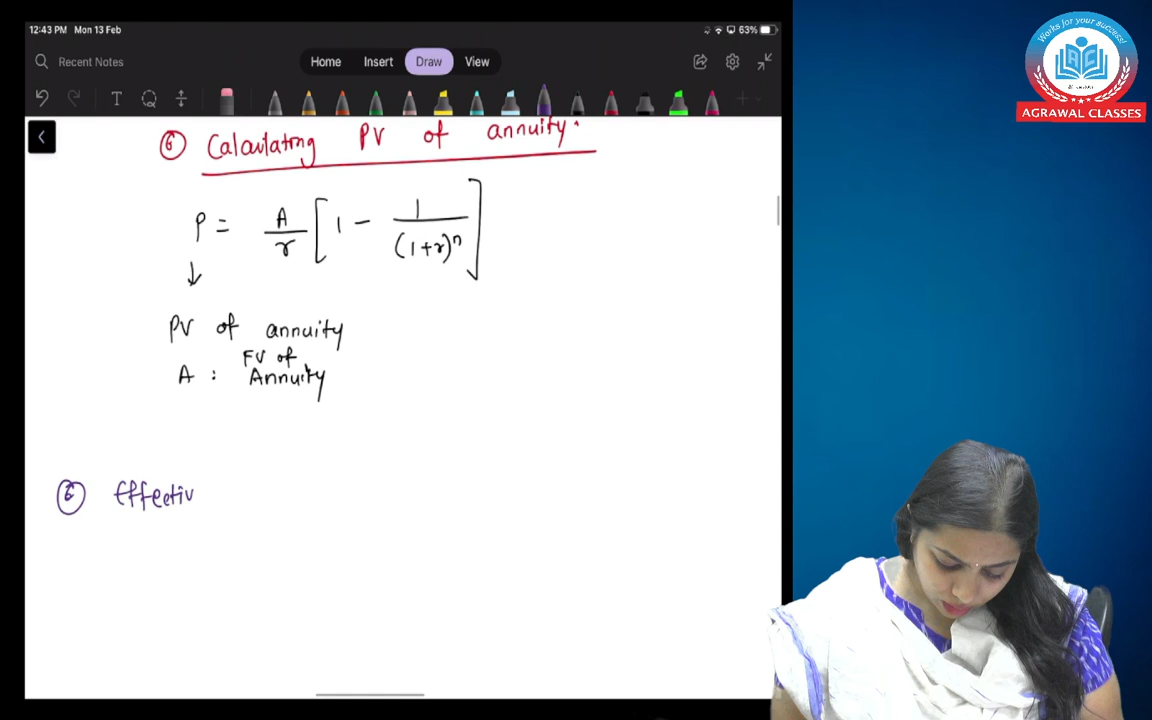 12:43 PM Mon 13 Feb
63%
Recent Notes
Home Insert Draw View
Works for your success!
AC
AGRAWAL CLASSES
⑥ Calculating PV of annuity.
P = A/r [1 - 1/(1+r)^n]
↓
PV of annuity
FV of
A : Annuity
⑥ Effectiv